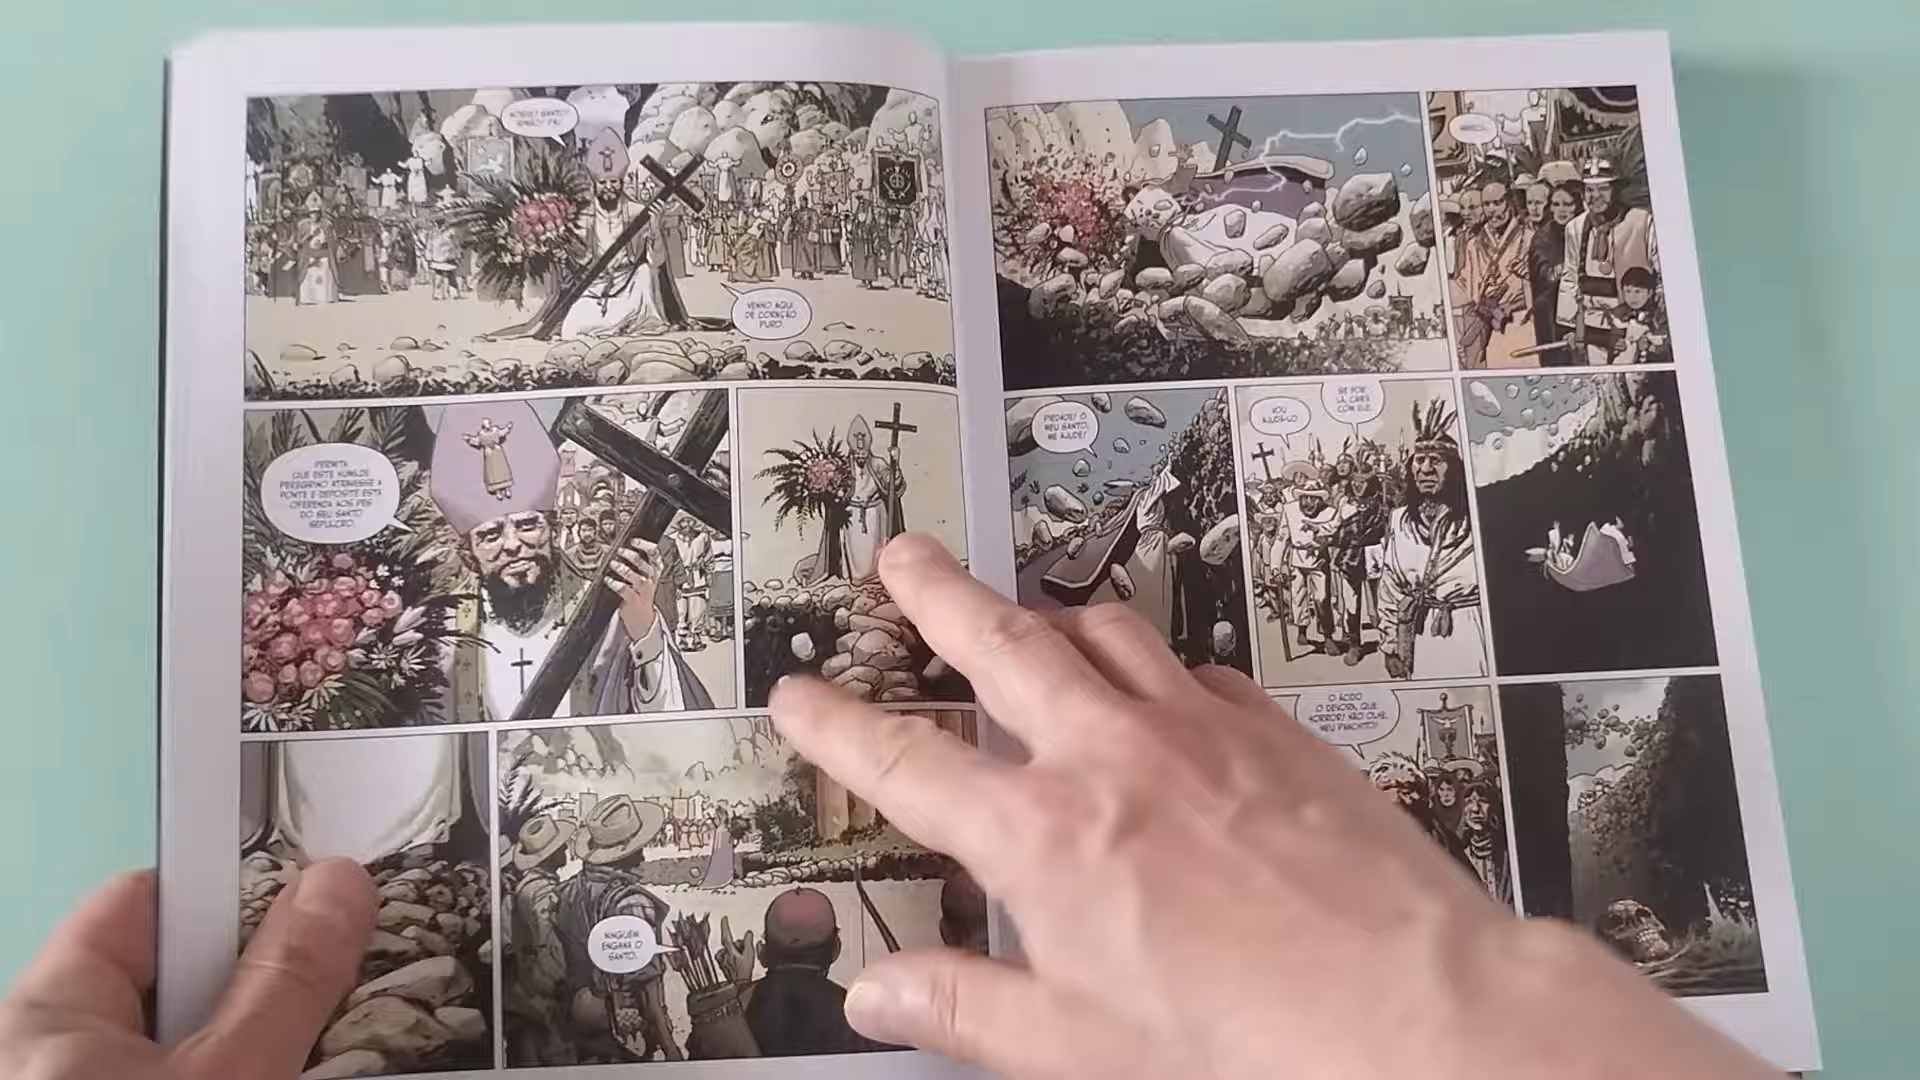 VENHO AQUI
DE CORAÇÃO
PURO.
PERMITA
QUE ESTE HUMILDE
PEREGRINO ATRAVESSE A
PONTE E DEPOSITE ESTA
OFERENDA AOS PÉS
DO SEU SANTO
SEPULCRO.
NINGUÉM
ENGANA O
SANTO.
PIEDADE! Ó
MEU SANTO,
ME AJUDE!
VOU
AJUDÁ-LO.
SE FOR
LÁ, CAIRÁ
COM ELE.
O ÁCIDO
O DEVORA, QUE
HORROR! NÃO OLHE,
MEU PANCHITO!